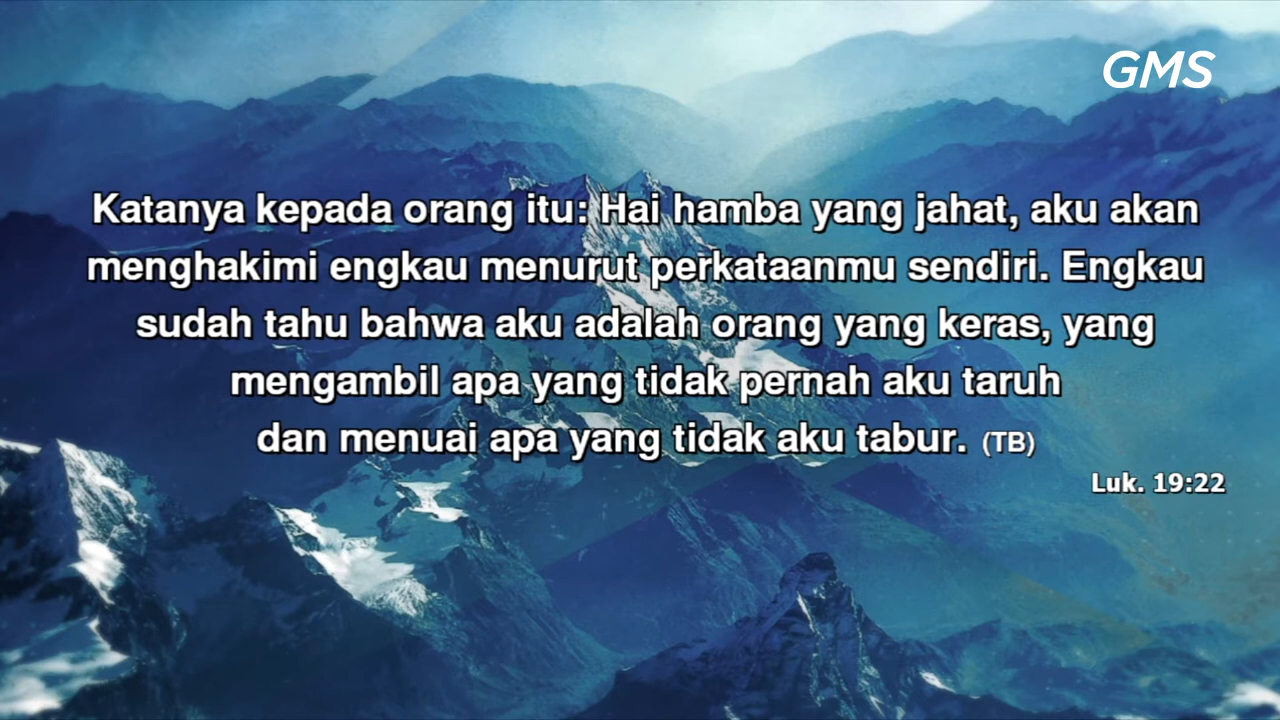 GMS
Katanya kepada orang itu: Hai hamba yang jahat, aku akan
menghakimi engkau menurut perkataanmu sendiri. Engkau
sudah tahu bahwa aku adalah orang yang keras, yang
mengambil apa yang tidak pernah aku taruh
dan menuai apa yang tidak aku tabur. (TB)
Luk. 19:22